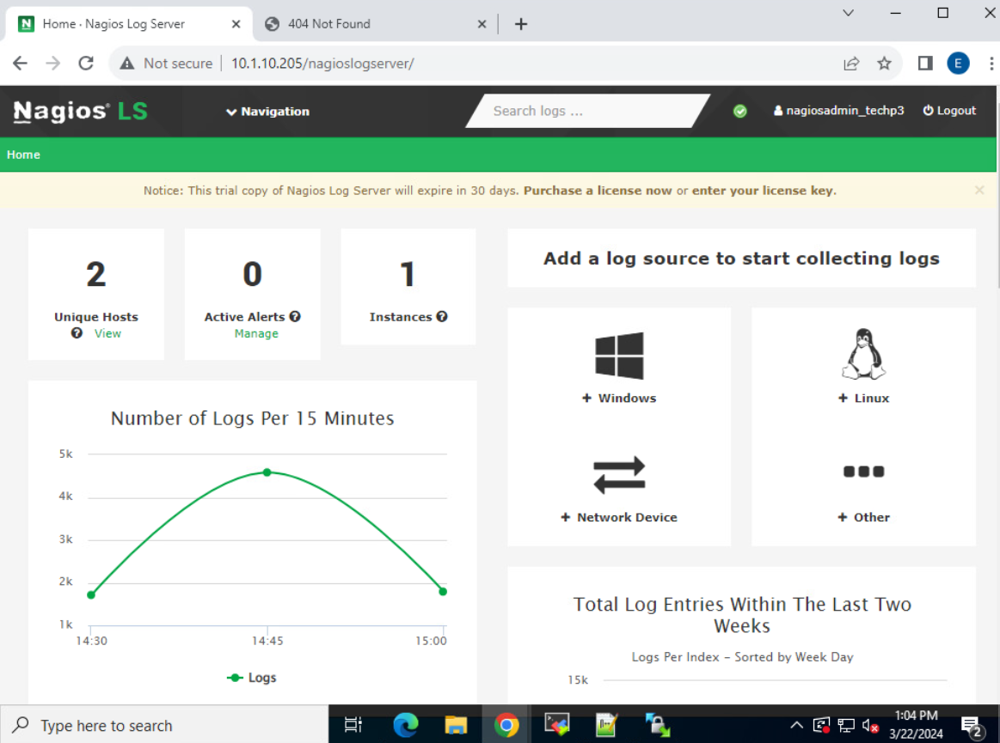 Home · Nagios Log Server
404 Not Found
Not secure
10.1.10.205/nagioslogserver/
E
Nagios® LS
Navigation
Search logs ...
nagiosadmin_techp3
Logout
Home
Notice: This trial copy of Nagios Log Server will expire in 30 days. Purchase a license now or enter your license key.
2
Unique Hosts
View
0
Active Alerts
Manage
1
Instances
Add a log source to start collecting logs
+ Windows
+ Linux
+ Network Device
+ Other
Number of Logs Per 15 Minutes
5k
4k
3k
2k
1k
14:30
14:45
15:00
Logs
Total Log Entries Within The Last Two
Weeks
Logs Per Index - Sorted by Week Day
15k
Type here to search
1:04 PM
3/22/2024
2